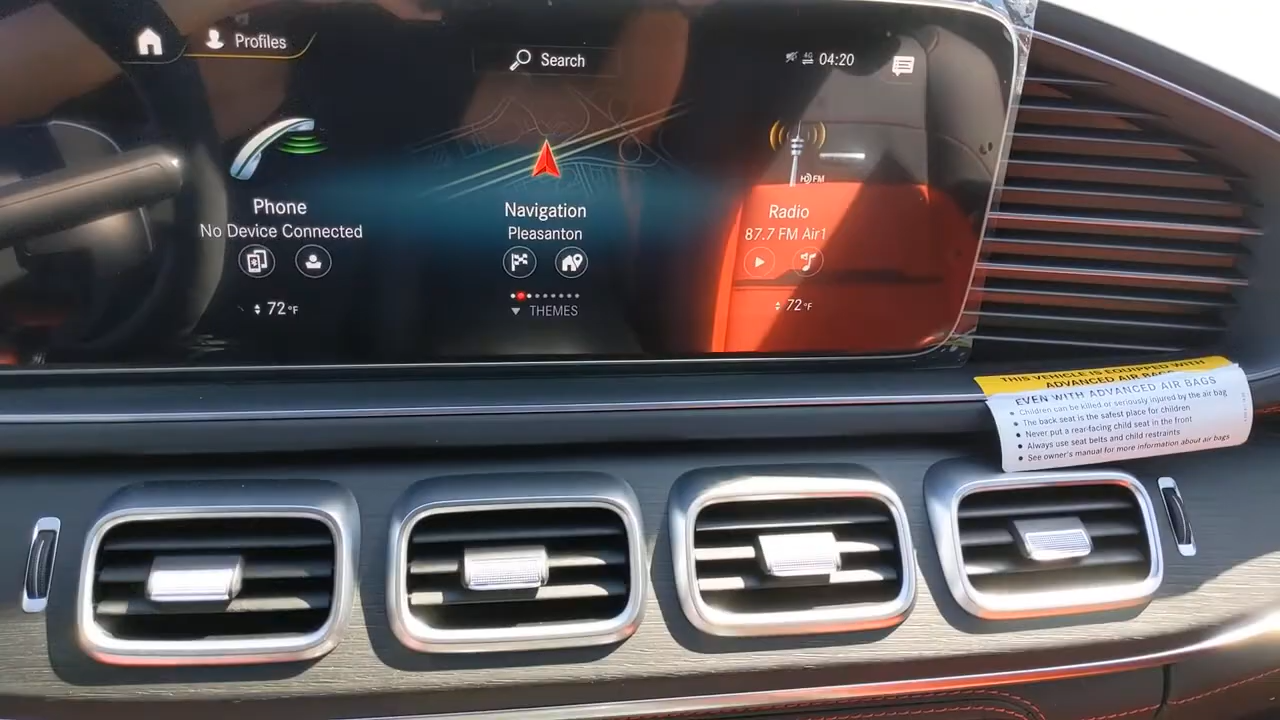 Profiles
Search
4G
04:20
HD FM
Phone
No Device Connected
Navigation
Pleasanton
Radio
87.7 FM Air1
72°F
THEMES
72°F
THIS VEHICLE IS EQUIPPED WITH
ADVANCED AIR BAGS
EVEN WITH ADVANCED AIR BAGS
• Children can be killed or seriously injured by the air bag
• The back seat is the safest place for children
• Never put a rear-facing child seat in the front
• Always use seat belts and child restraints
• See owner's manual for more information about air bags